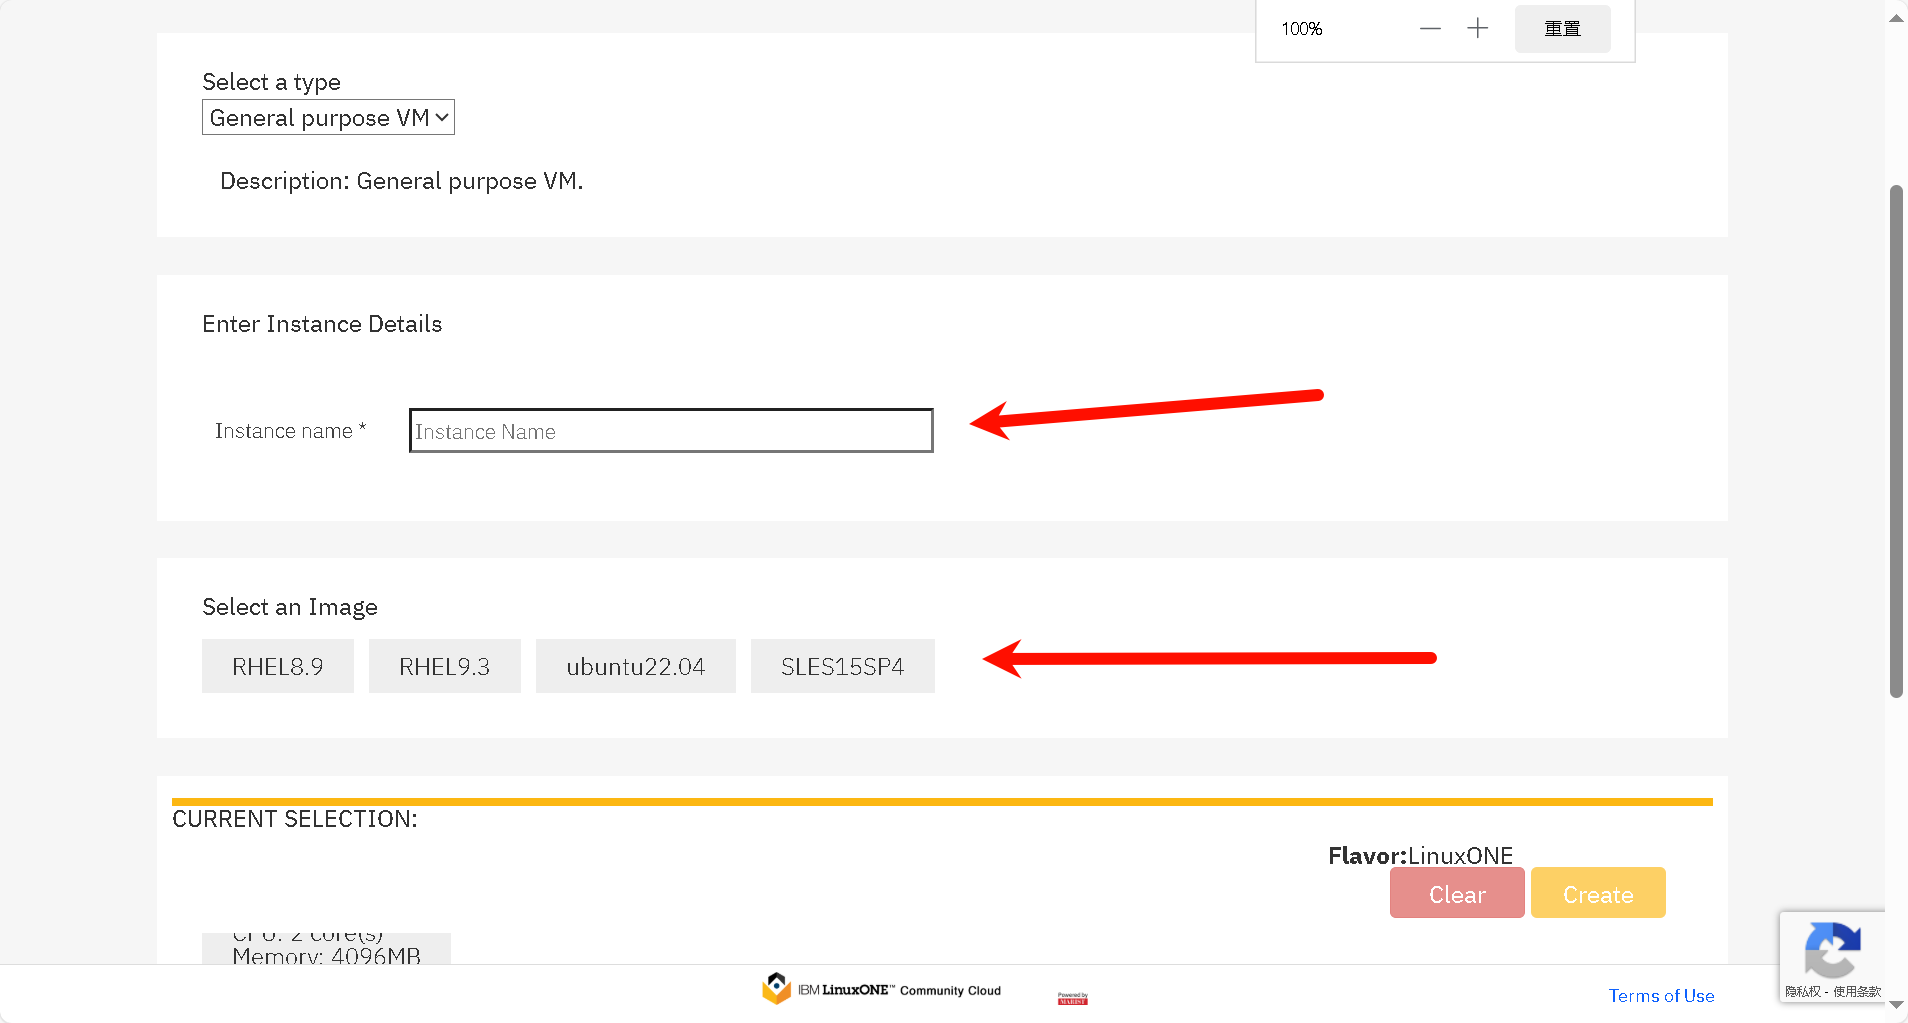 100%
重置
Select a type
General purpose VM
Description: General purpose VM.
Enter Instance Details
Instance name *
Instance Name
Select an Image
RHEL8.9
RHEL9.3
ubuntu22.04
SLES15SP4
CURRENT SELECTION:
Flavor:LinuxONE
Clear
Create
CPU: 2 core(s)
Memory: 4096MB
IBM LinuxONE™ Community Cloud
Powered by
MARIST
Terms of Use
隐私权 - 使用条款